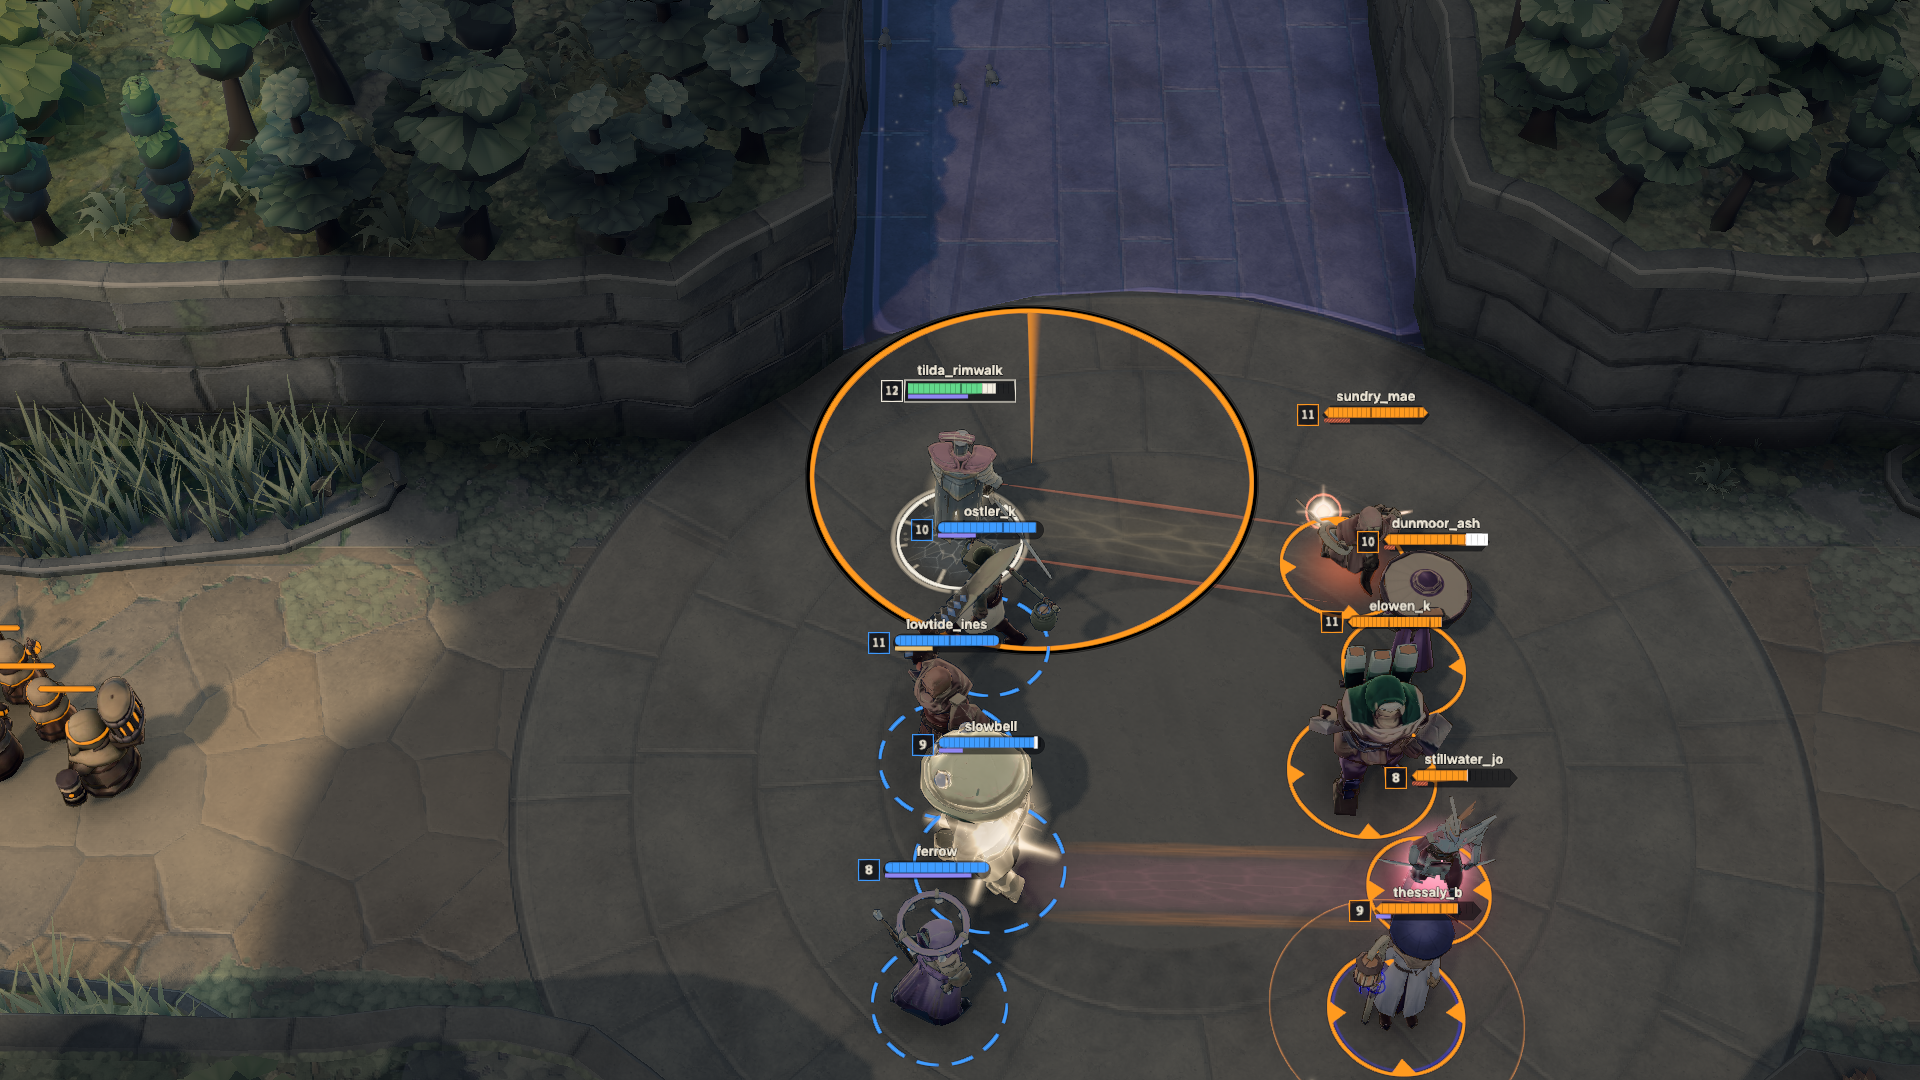 tilda_rimwalk
12
sundry_mae
11
ostler_k
10
dunmoor_ash
10
elowen_k
11
lowtide_ines
11
slowbell
9
stillwater_jo
8
ferrow
8
thessaly_b
9